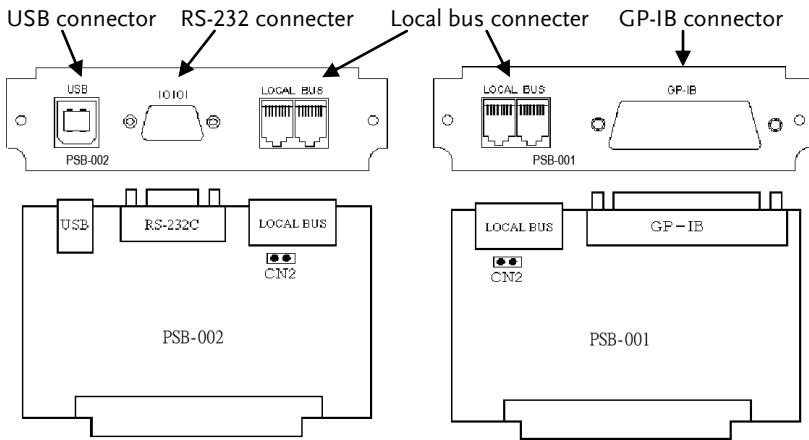 USB connector RS-232 connecter Local bus connecter GP-IB connector
USB
IOIOI
LOCAL BUS
PSB-002
LOCAL BUS
GP-IB
PSB-001
USB
RS-232C
LOCAL BUS
CN2
PSB-002
LOCAL BUS
GP-IB
CN2
PSB-001